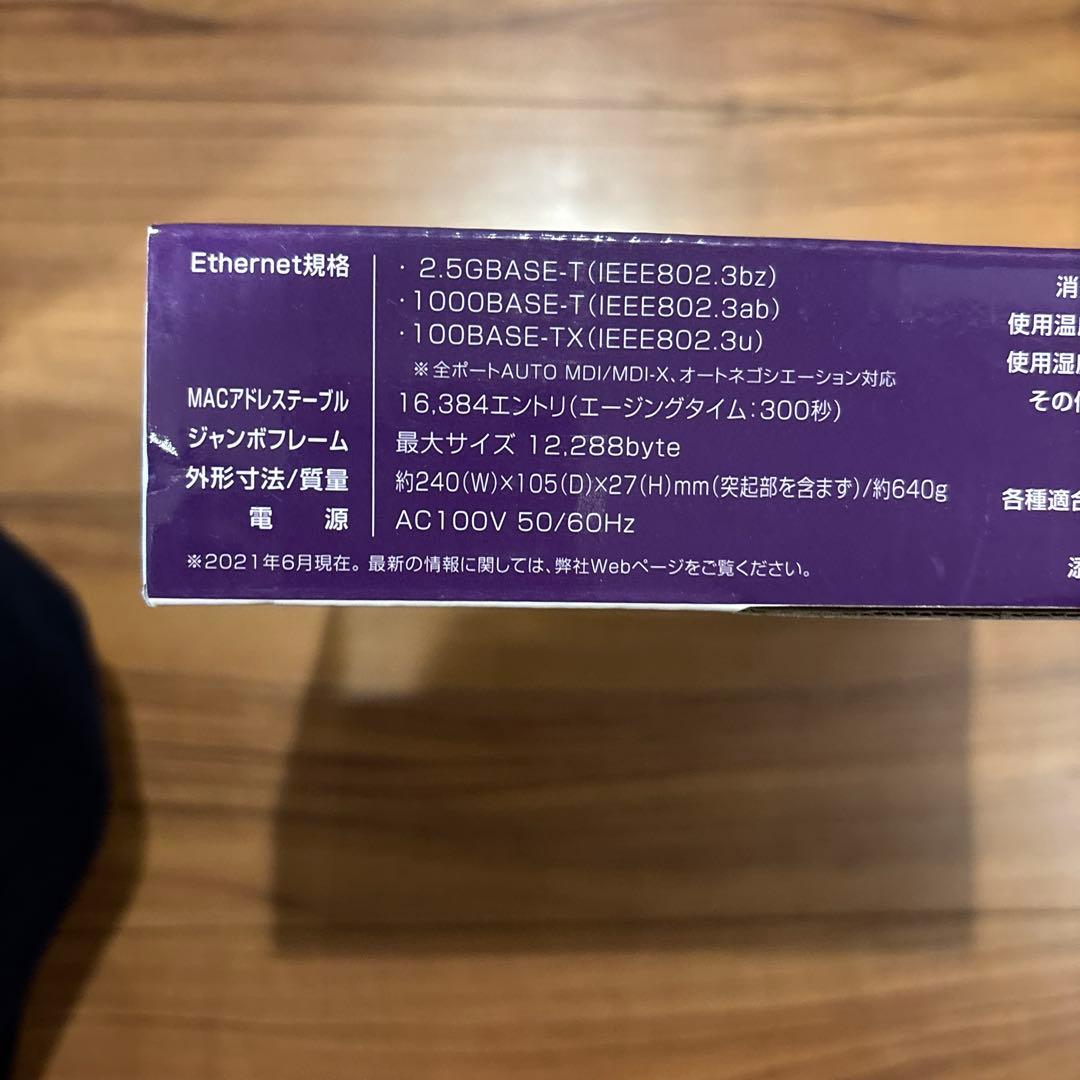 Ethernet規格
・2.5GBASE-T(IEEE802.3bz)
・1000BASE-T(IEEE802.3ab)
・100BASE-TX(IEEE802.3u)
※全ポートAUTO MDI/MDI-X、オートネゴシエーション対応
MACアドレステーブル 16,384エントリ(エージングタイム:300秒)
ジャンボフレーム 最大サイズ 12,288byte
外形寸法/質量 約240(W)×105(D)×27(H)mm(突起部を含まず)/約640g
電 源 AC100V 50/60Hz
※2021年6月現在。最新の情報に関しては、弊社Webページをご覧ください。
消
使用温
使用湿
その
各種適合